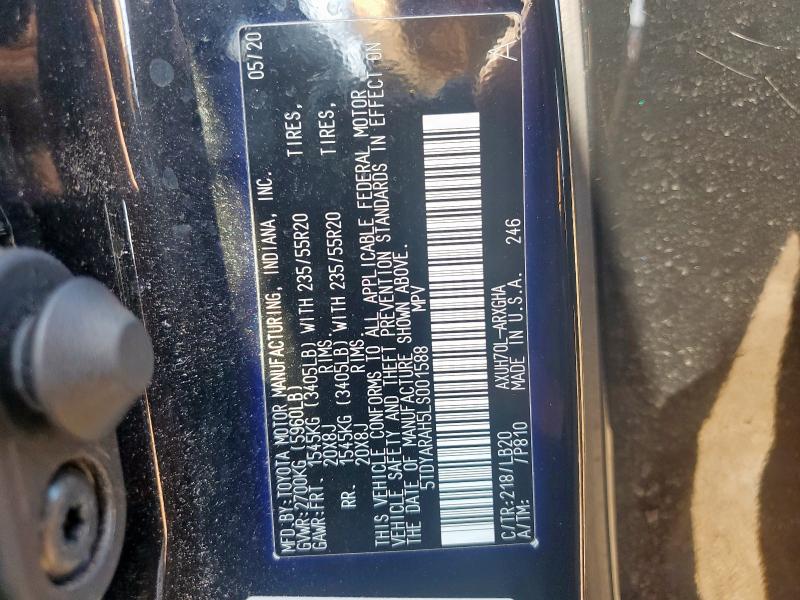 MFD BY: TOYOTA MOTOR MANUFACTURING, INDIANA, INC. 05/20
GVWR: 2700KG (5960LB)
GAWR: FRT. 1545KG (3405LB) WITH 235/55R20 TIRES,
20X8J RIMS
RR. 1545KG (3405LB) WITH 235/55R20 TIRES,
20X8J RIMS
THIS VEHICLE CONFORMS TO ALL APPLICABLE FEDERAL MOTOR
VEHICLE SAFETY AND THEFT PREVENTION STANDARDS IN EFFECT ON
THE DATE OF MANUFACTURE SHOWN ABOVE.
5TDYARAH5LS001588 MPV
C/TR: 218/LB20 AXUH70L-ARXGHA A
A/TM: /P810 MADE IN U.S.A. 246